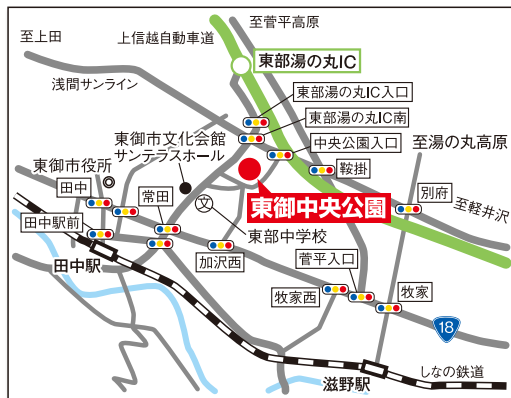 至菅平高原
至上田
上信越自動車道
東部湯の丸IC
浅間サンライン
東部湯の丸IC入口
東部湯の丸IC南
東御市文化会館
サンテラスホール
中央公園入口
至湯の丸高原
東御市役所
鞍掛
田中
常田
文
東御中央公園
別府
至軽井沢
田中駅前
東部中学校
加沢西
菅平入口
田中駅
牧家西
牧家
18
しなの鉄道
滋野駅